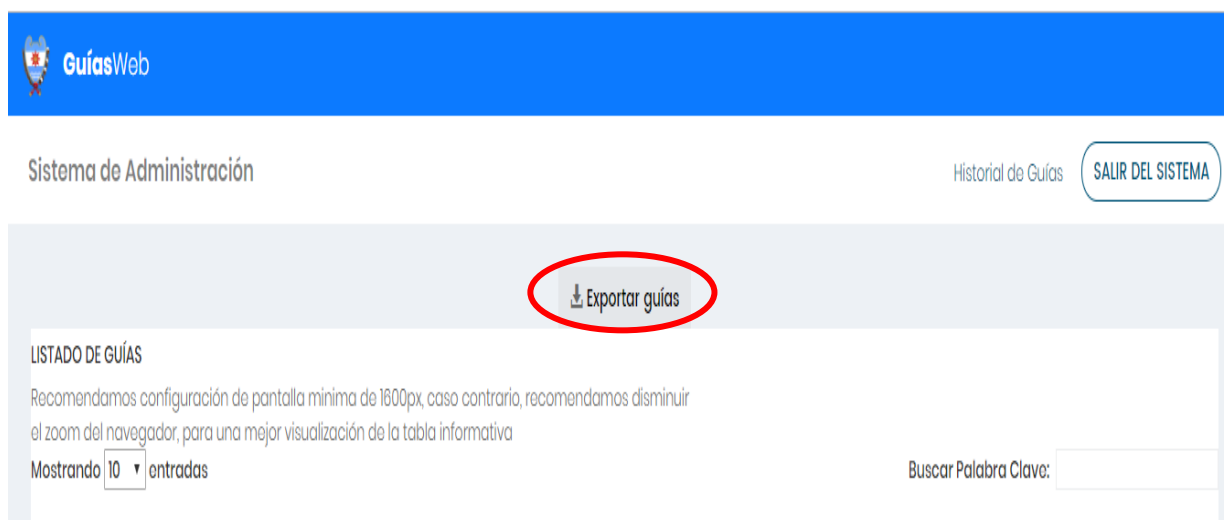 GuíasWeb
Sistema de Administración
Historial de Guías
SALIR DEL SISTEMA
Exportar guías
LISTADO DE GUÍAS
Recomendamos configuración de pantalla minima de 1600px, caso contrario, recomendamos disminuir
el zoom del navegador, para una mejor visualización de la tabla informativa
Mostrando 10 entradas
Buscar Palabra Clave: